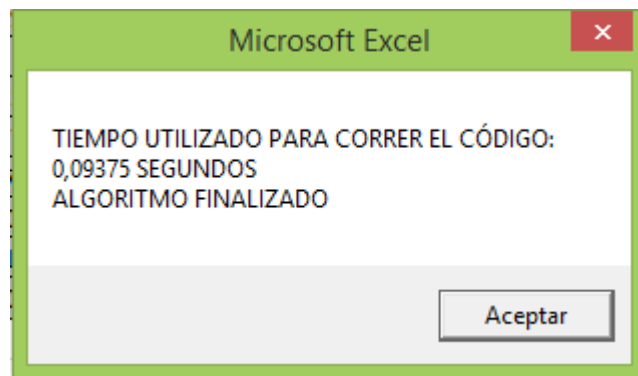 Microsoft Excel
TIEMPO UTILIZADO PARA CORRER EL CÓDIGO:
0,09375 SEGUNDOS
ALGORITMO FINALIZADO
Aceptar